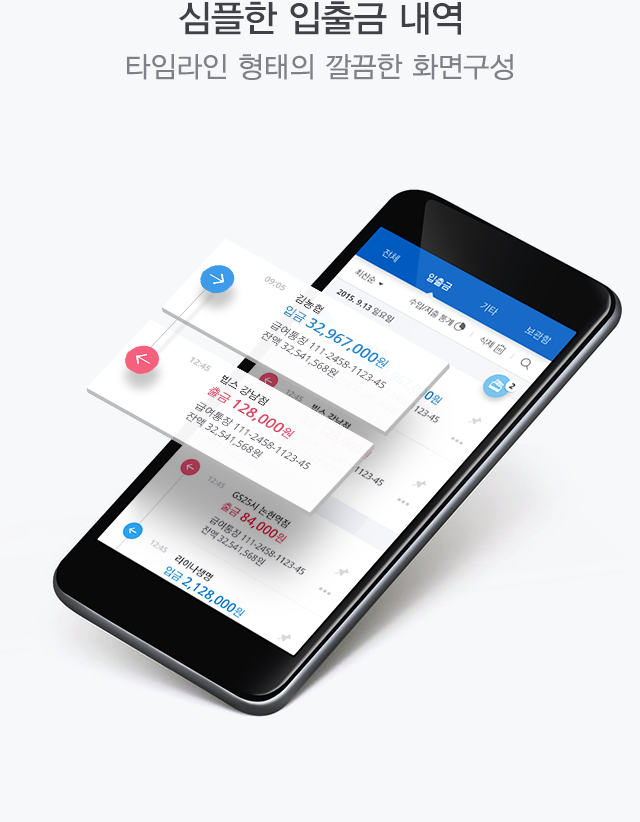 심플한 입출금 내역
타임라인 형태의 깔끔한 화면구성
전체
입출금
기타
보관함
최신순
수입/지출 통계
삭제
2015. 9.13 일요일
2
09:05
김농협
입금 32,967,000원
급여통장 111-2458-1123-45
잔액 32,541,568원
12:45
빕스 강남점
출금 128,000원
급여통장 111-2458-1123-45
잔액 32,541,568원
12:45
GS25시 논현역점
출금 84,000원
급여통장 111-2458-1123-45
잔액 32,541,568원
12:45
라이나생명
입금 2,128,000원